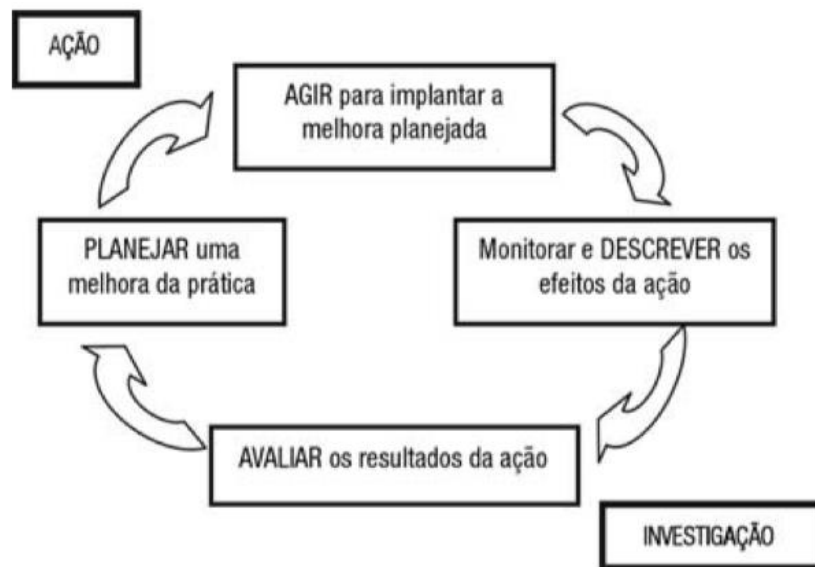 AÇÃO
AGIR para implantar a
melhora planejada
PLANEJAR uma
melhora da prática
Monitorar e DESCREVER os
efeitos da ação
AVALIAR os resultados da ação
INVESTIGAÇÃO